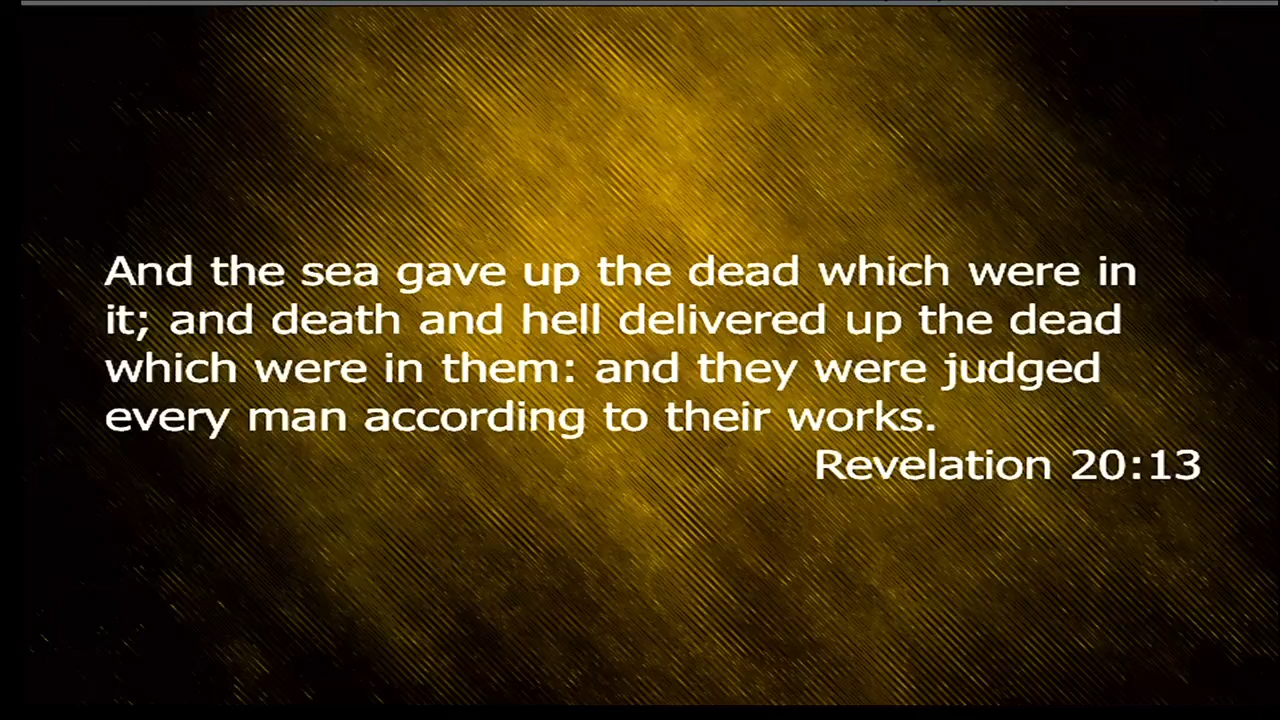 And the sea gave up the dead which were in
it; and death and hell delivered up the dead
which were in them: and they were judged
every man according to their works.
Revelation 20:13